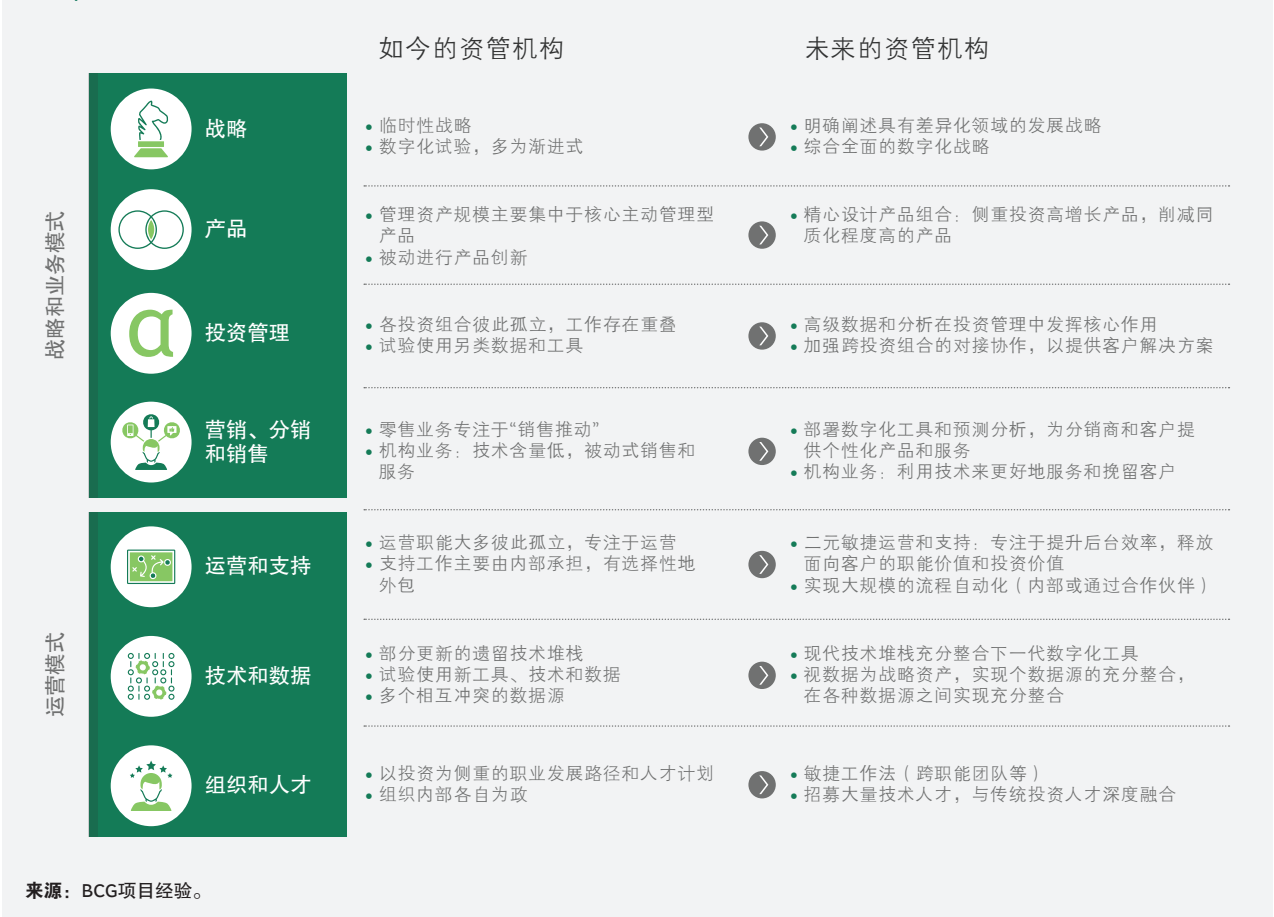 如今的资管机构
未来的资管机构
战略和业务模式
战略
• 临时性战略
• 数字化试验，多为渐进式
• 明确阐述具有差异化领域的发展战略
• 综合全面的数字化战略
产品
• 管理资产规模主要集中于核心主动管理型
产品
• 被动进行产品创新
• 精心设计产品组合：侧重投资高增长产品，削减同
质化程度高的产品
投资管理
• 各投资组合彼此孤立，工作存在重叠
• 试验使用另类数据和工具
• 高级数据和分析在投资管理中发挥核心作用
• 加强跨投资组合的对接协作，以提供客户解决方案
营销、分销
和销售
• 零售业务专注于“销售推动”
• 机构业务：技术含量低，被动式销售和
服务
• 部署数字化工具和预测分析，为分销商和客户提
供个性化产品和服务
• 机构业务：利用技术来更好地服务和挽留客户
运营模式
运营和支持
• 运营职能大多彼此孤立，专注于运营
• 支持工作主要由内部承担，有选择性地
外包
• 二元敏捷运营和支持：专注于提升后台效率，释放
面向客户的职能价值和投资价值
• 实现大规模的流程自动化（内部或通过合作伙伴）
技术和数据
• 部分更新的遗留技术堆栈
• 试验使用新工具、技术和数据
• 多个相互冲突的数据源
• 现代技术堆栈充分整合下一代数字化工具
• 视数据为战略资产，实现个数据源的充分整合，
在各种数据源之间实现充分整合
组织和人才
• 以投资为侧重的职业发展路径和人才计划
• 组织内部各自为政
• 敏捷工作法（跨职能团队等）
• 招募大量技术人才，与传统投资人才深度融合
来源：BCG项目经验。